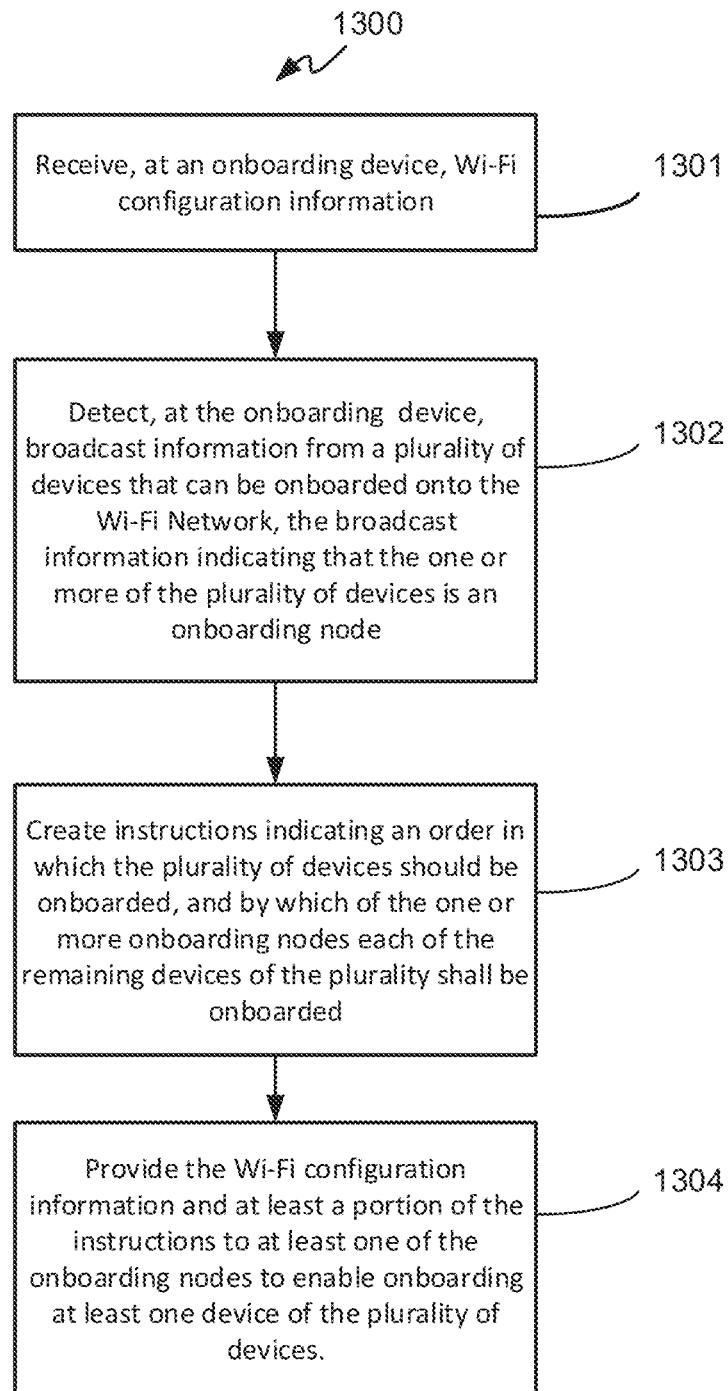 1300
Receive, at an onboarding device, Wi-Fi
configuration information
1301
Detect, at the onboarding device,
broadcast information from a plurality of
devices that can be onboarded onto the
Wi-Fi Network, the broadcast
information indicating that the one or
more of the plurality of devices is an
onboarding node
1302
Create instructions indicating an order in
which the plurality of devices should be
onboarded, and by which of the one or
more onboarding nodes each of the
remaining devices of the plurality shall be
onboarded
1303
Provide the Wi-Fi configuration
information and at least a portion of the
instructions to at least one of the
onboarding nodes to enable onboarding
at least one device of the plurality of
devices.
1304